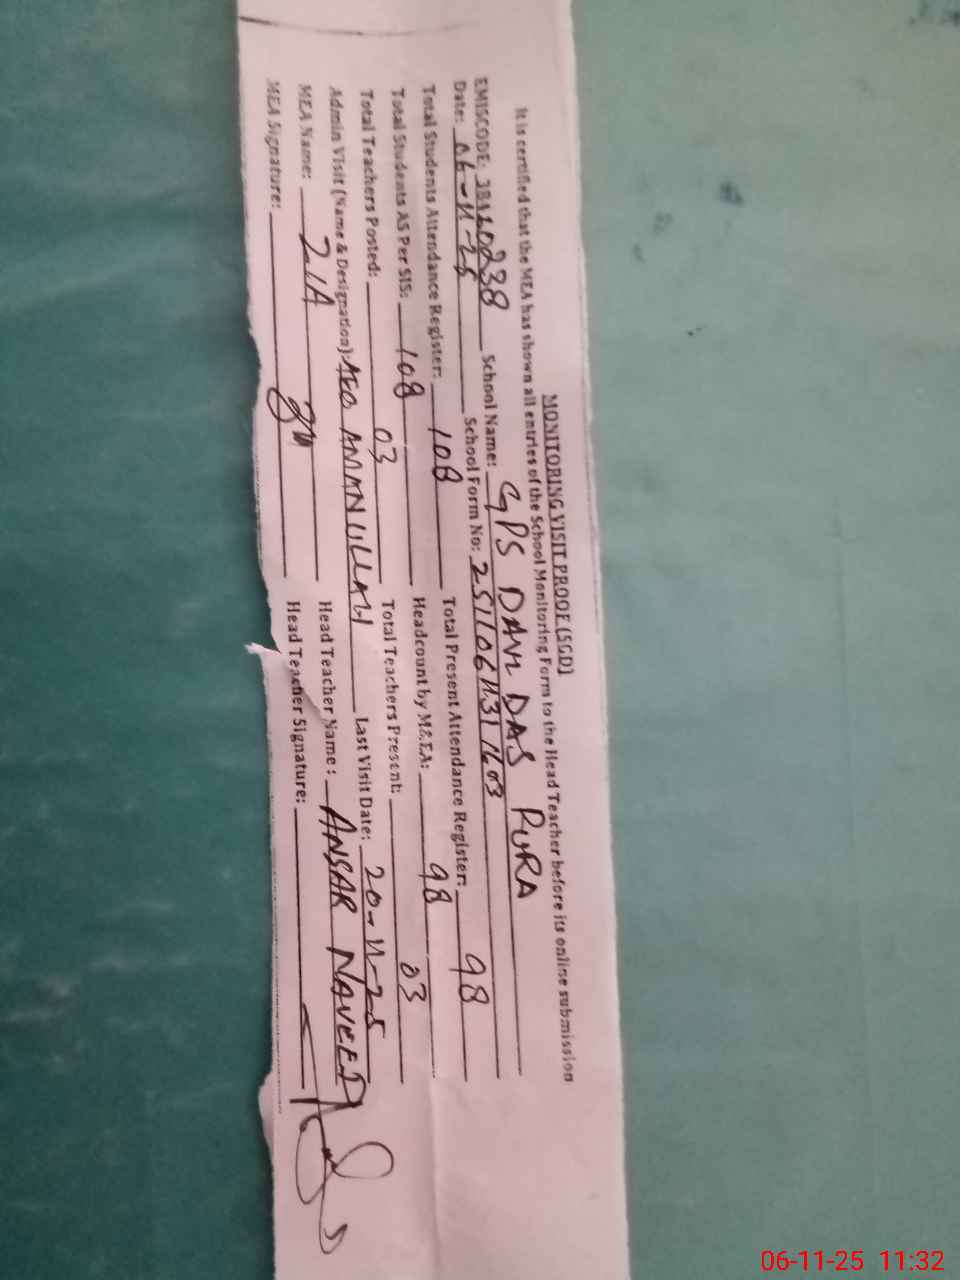 MONITORING VISIT PROOF (SGD)
It is certified that the MEA has shown all entries of the School Monitoring Form to the Head Teacher before its online submission
EMISCODE: 38120238 School Name: GPS DAVI DAS PURA
Date: 06-11-25 School Form No: 25110611311603
Total Students Attendance Register: 108 Total Present Attendance Register: 98
Total Students AS Per SIS: 108 Headcount by M&EA: 98
Total Teachers Posted: 03 Total Teachers Present: 03
Admin Visit (Name & Designation): AEO AMANULLAH Last Visit Date: 20-11-25
MEA Name: ZIA Head Teacher Name: ANSAR NAVEED
MEA Signature: Head Teacher Signature:
06-11-25 11:32